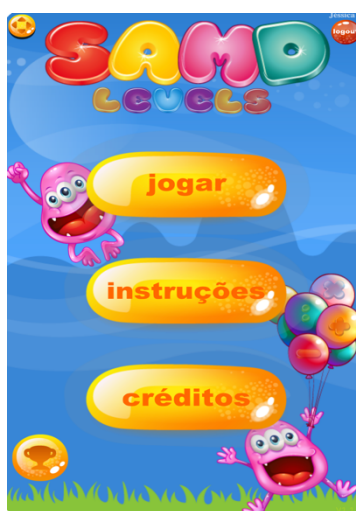 Jessica
logout
SAMD
LEVELS
jogar
instruções
créditos